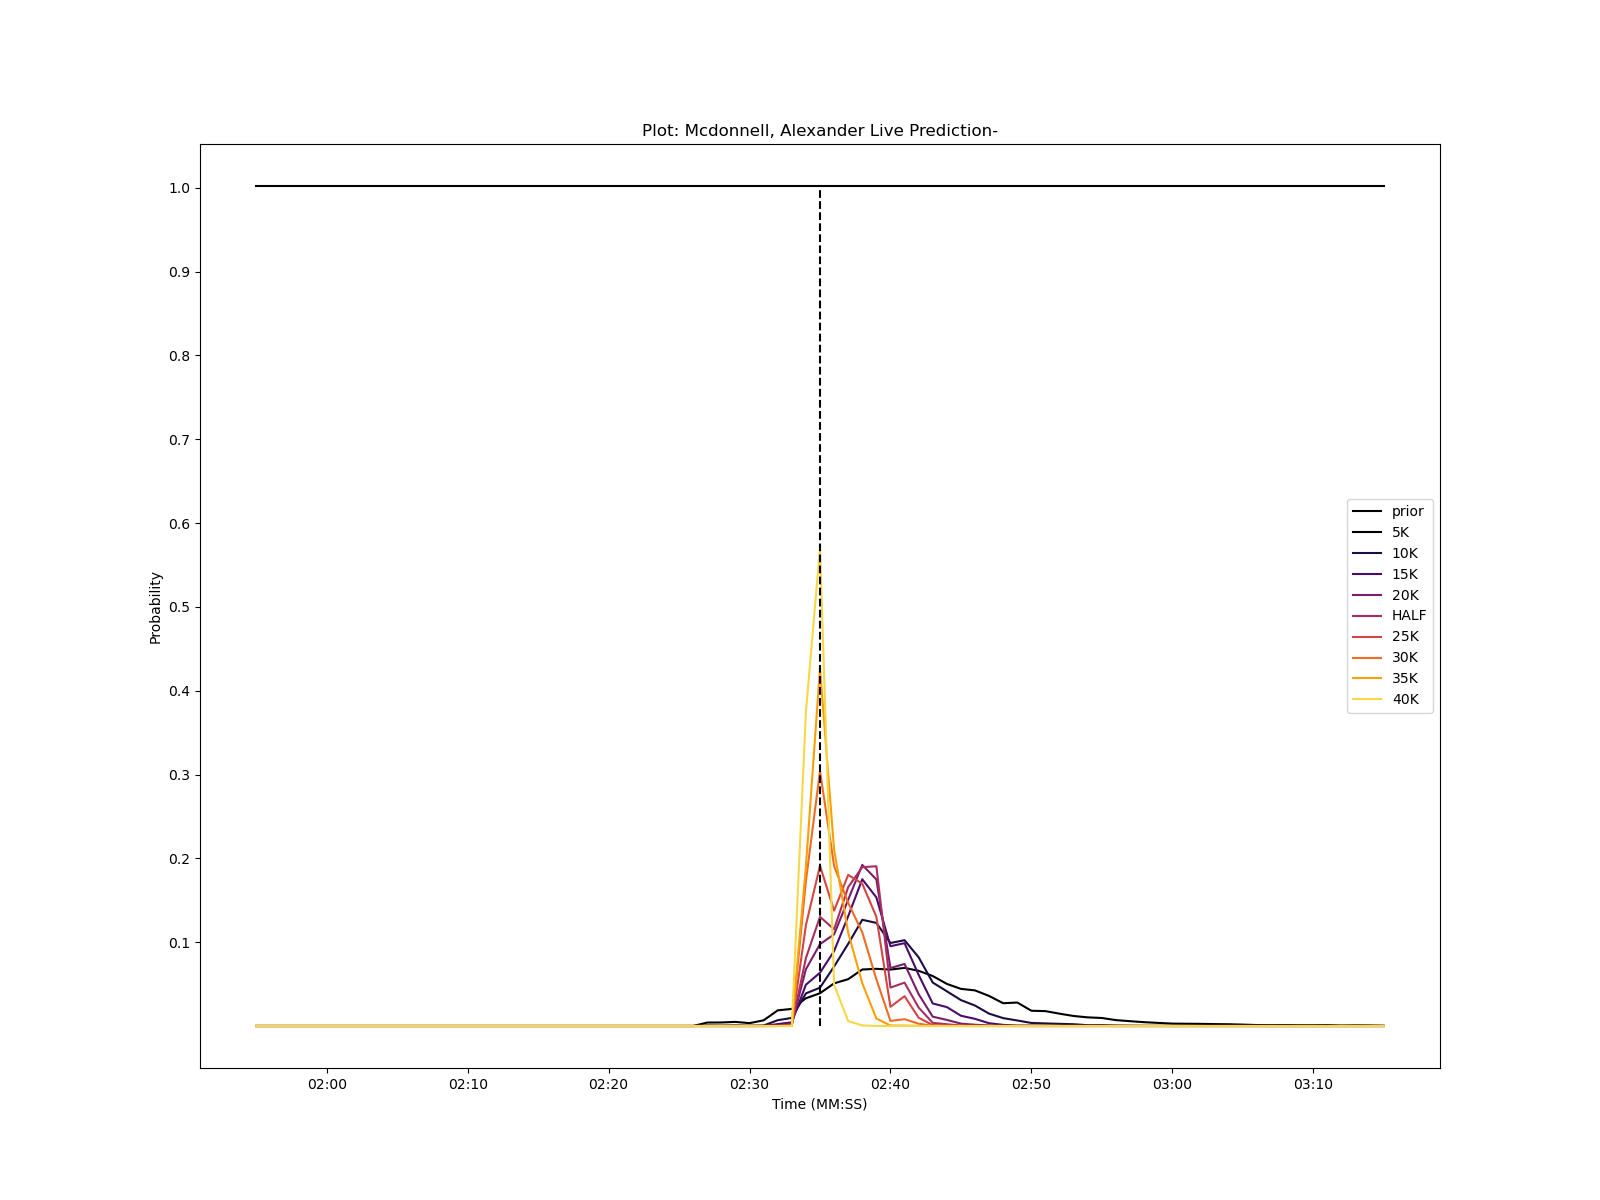 Plot: Mcdonnell, Alexander Live Prediction-
1.0
0.9
0.8
0.7
0.6
0.5
0.4
0.3
0.2
0.1
Probability
prior
5K
10K
15K
20K
HALF
25K
30K
35K
40K
02:00 02:10 02:20 02:30 02:40 02:50 03:00 03:10
Time (MM:SS)